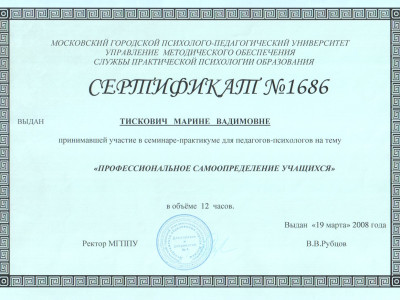 МОСКОВСКИЙ ГОРОДСКОЙ ПСИХОЛОГО-ПЕДАГОГИЧЕСКИЙ УНИВЕРСИТЕТ
УПРАВЛЕНИЕ МЕТОДИЧЕСКОГО ОБЕСПЕЧЕНИЯ
СЛУЖБЫ ПРАКТИЧЕСКОЙ ПСИХОЛОГИИ ОБРАЗОВАНИЯ
СЕРТИФИКАТ №1686
ВЫДАН ТИСКОВИЧ МАРИНЕ ВАДИМОВНЕ
принимавшей участие в семинаре-практикуме для педагогов-психологов на тему
«ПРОФЕССИОНАЛЬНОЕ САМООПРЕДЕЛЕНИЕ УЧАЩИХСЯ»
в объёме 12 часов.
Выдан «19 марта» 2008 года
Ректор МГППУ В.В.Рубцов